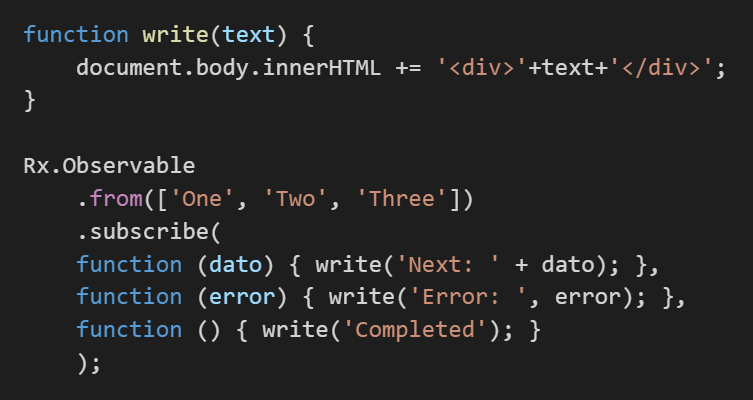 function write(text) {
    document.body.innerHTML += '<div>'+text+'</div>';
}

Rx.Observable
    .from(['One', 'Two', 'Three'])
    .subscribe(
    function (dato) { write('Next: ' + dato); },
    function (error) { write('Error: ', error); },
    function () { write('Completed'); }
    );